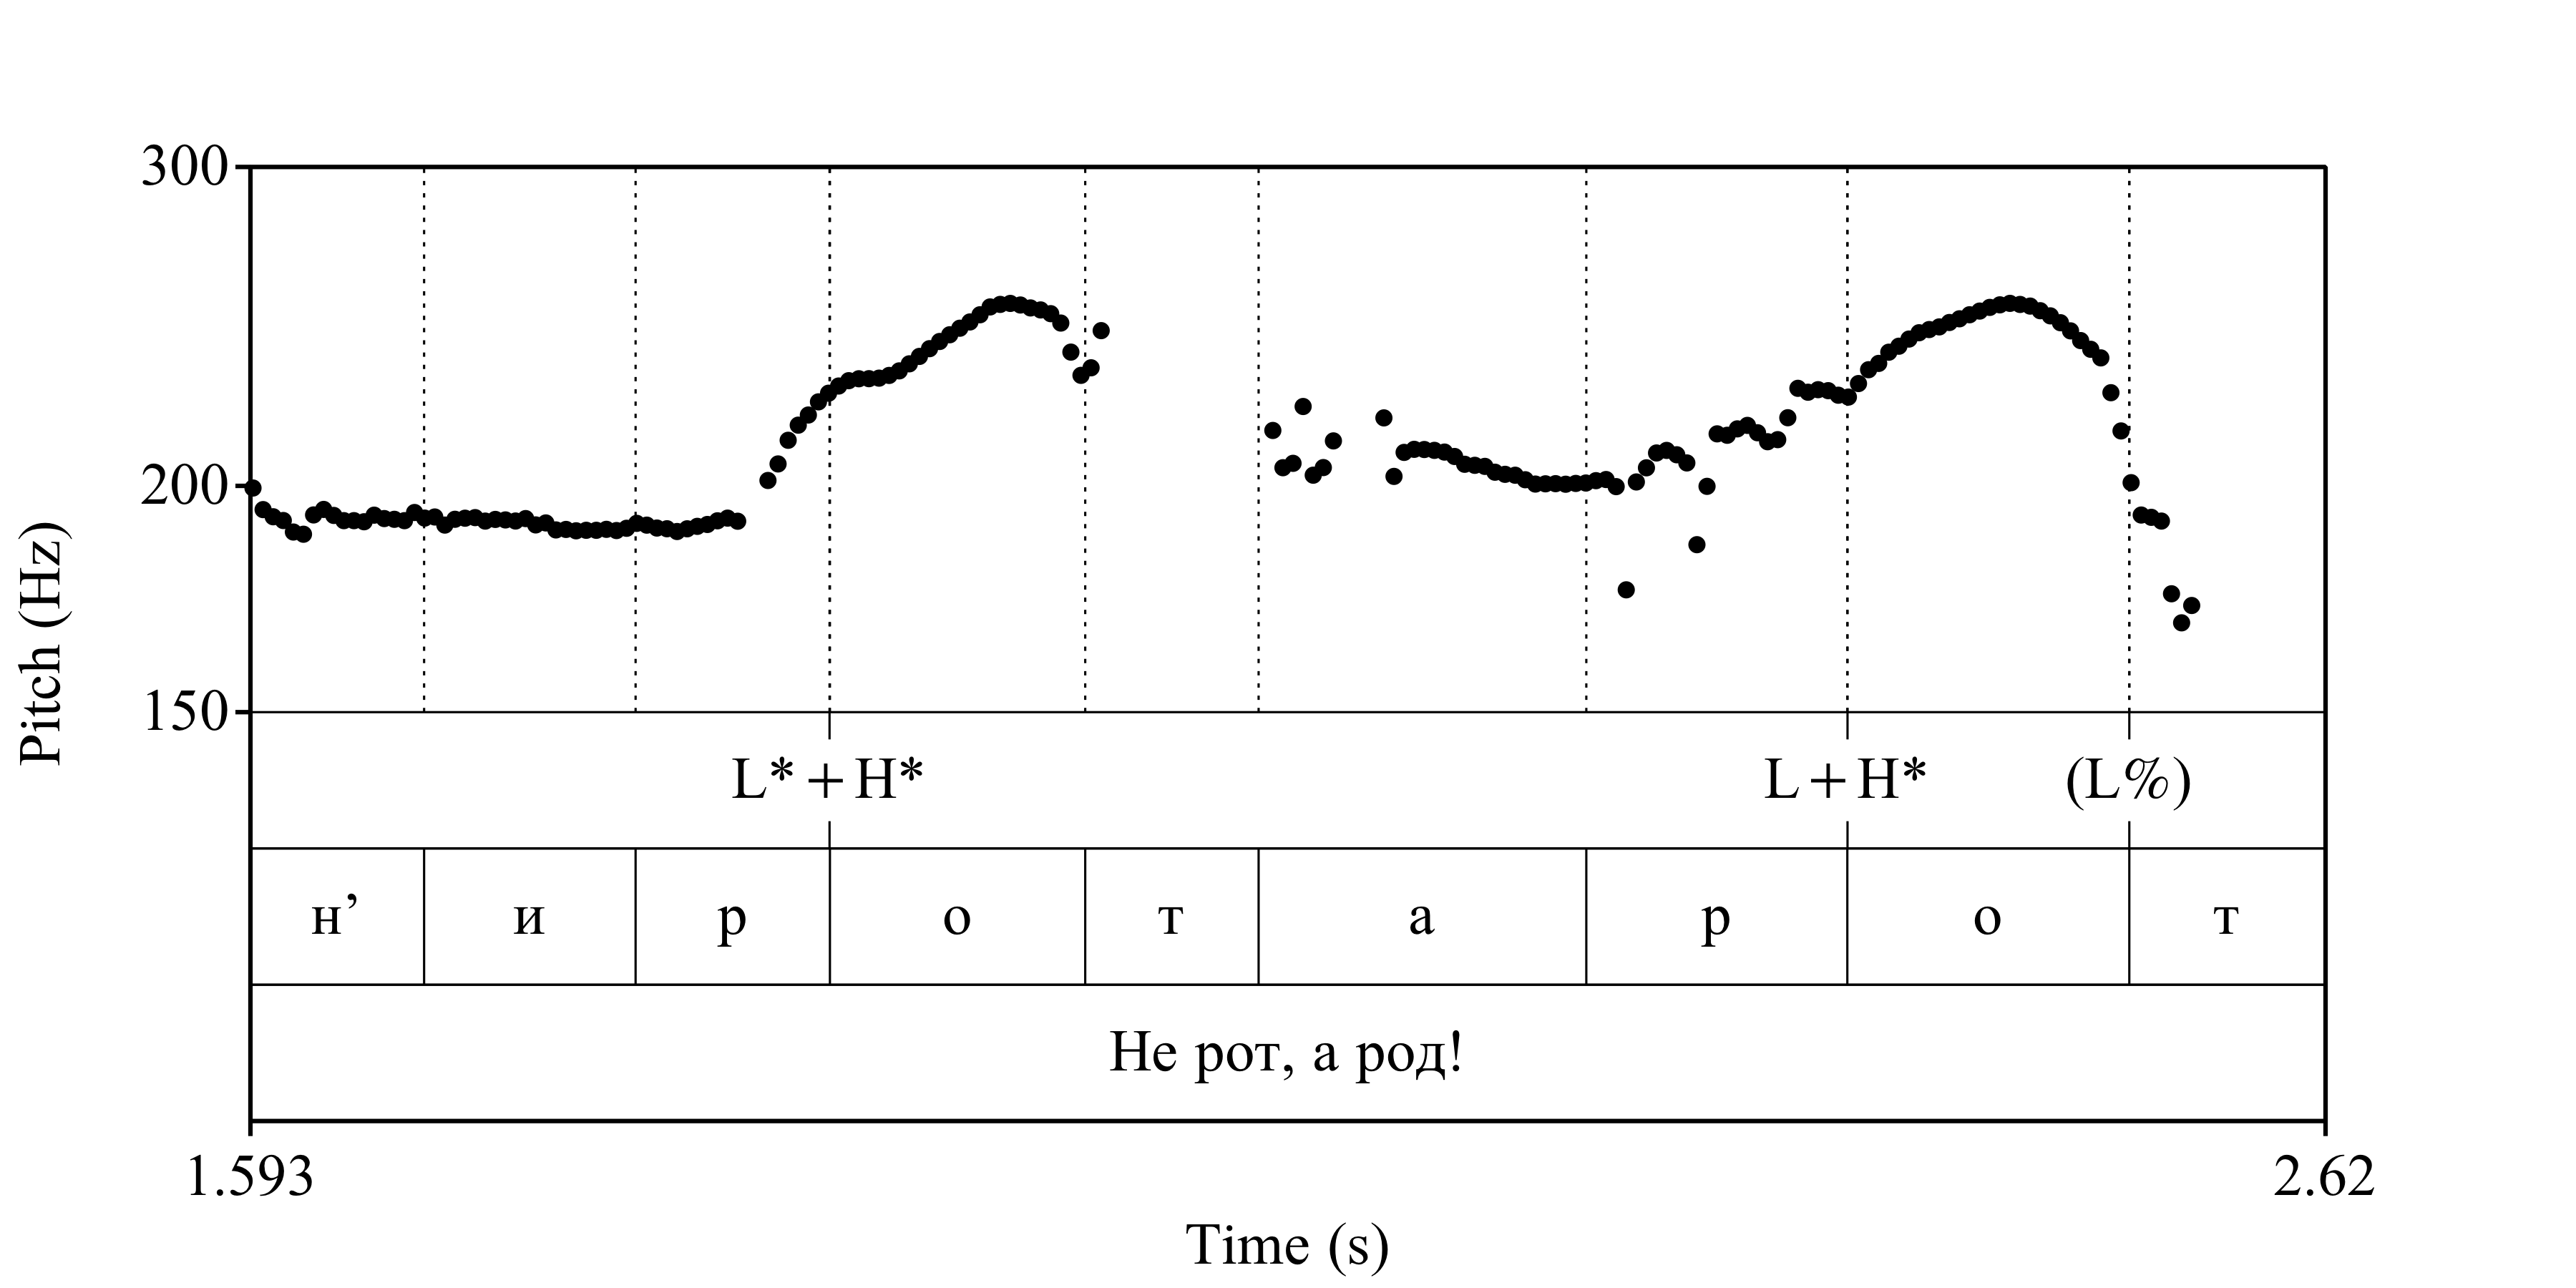 300
200
150
Pitch (Hz)
L*+H* L+H* (L%)
н’ и р о т а р о т
Не рот, а род!
1.593 2.62
Time (s)